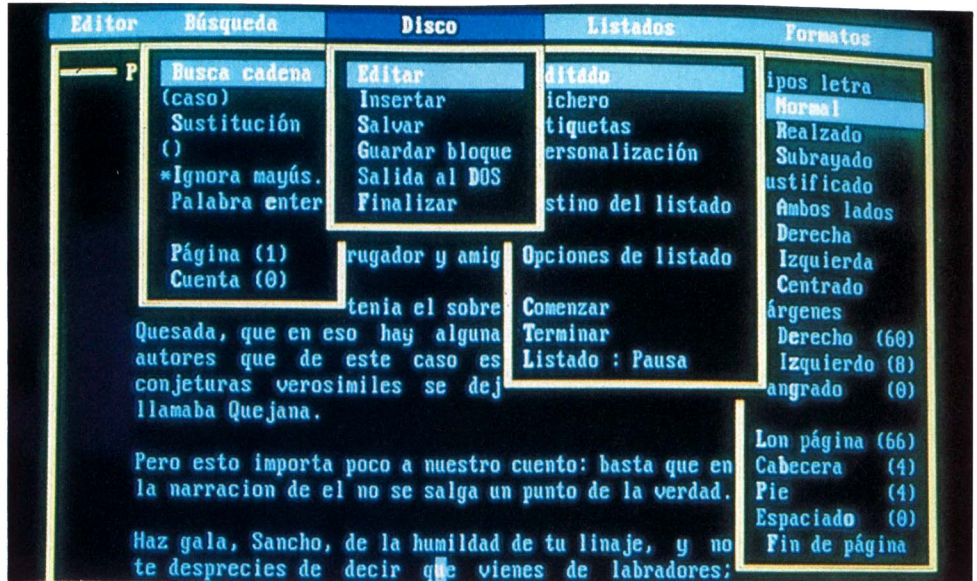 Editor Búsqueda Disco Listados Formatos
P
Busca cadena
(caso)
Sustitución
()
*Ignora mayús.
Palabra enter
Página (1)
Cuenta (0)
Editar
Insertar
Salvar
Guardar bloque
Salida al DOS
Finalizar
ditado
ichero
tiquetas
ersonalización
stino del listado
Opciones de listado
Comenzar
Terminar
Listado : Pausa
ipos letra
Normal
Realzado
Subrayado
ustificado
Ambos lados
Derecha
Izquierda
Centrado
árgenes
Derecho (60)
Izquierdo (8)
angrado (0)
Lon página (66)
Cabecera (4)
Pie (4)
Espaciado (0)
Fin de página
rugador y amig
tenia el sobre
Quesada, que en eso hay alguna
autores que de este caso es
conjeturas verosimiles se dej
llamaba Quejana.
Pero esto importa poco a nuestro cuento: basta que en
la narracion de el no se salga un punto de la verdad.
Haz gala, Sancho, de la humildad de tu linaje, y no
te desprecies de decir que vienes de labradores;